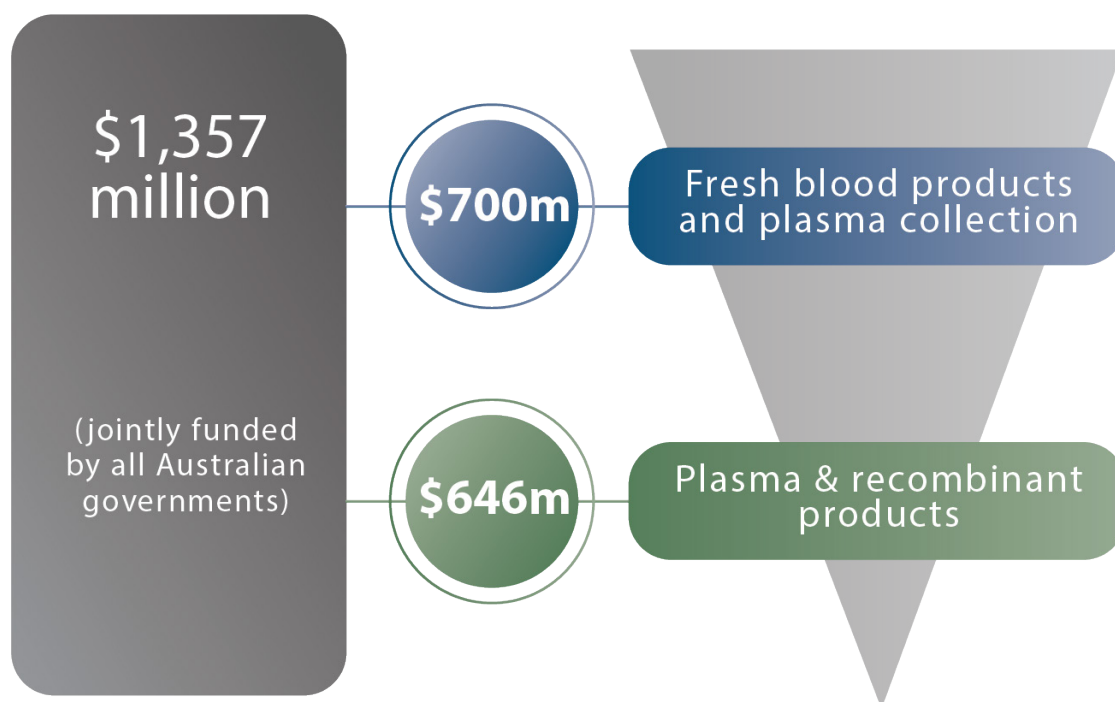 $1,357
million
(jointly funded
by all Australian
governments)
$700m
Fresh blood products
and plasma collection
$646m
Plasma & recombinant
products